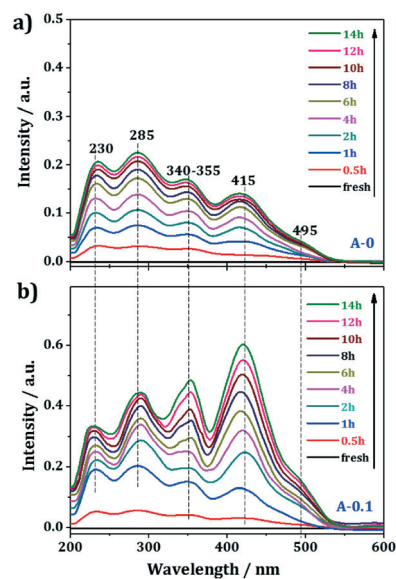 a)
Intensity / a.u.
0.5
0.4
0.3
0.2
0.1
0.0
230
285
340-355
415
495
14h
12h
10h
8h
6h
4h
2h
1h
0.5h
fresh
A-0
b)
Intensity / a.u.
0.6
0.4
0.2
0.0
14h
12h
10h
8h
6h
4h
2h
1h
0.5h
fresh
A-0.1
200 300 400 500 600
Wavelength / nm